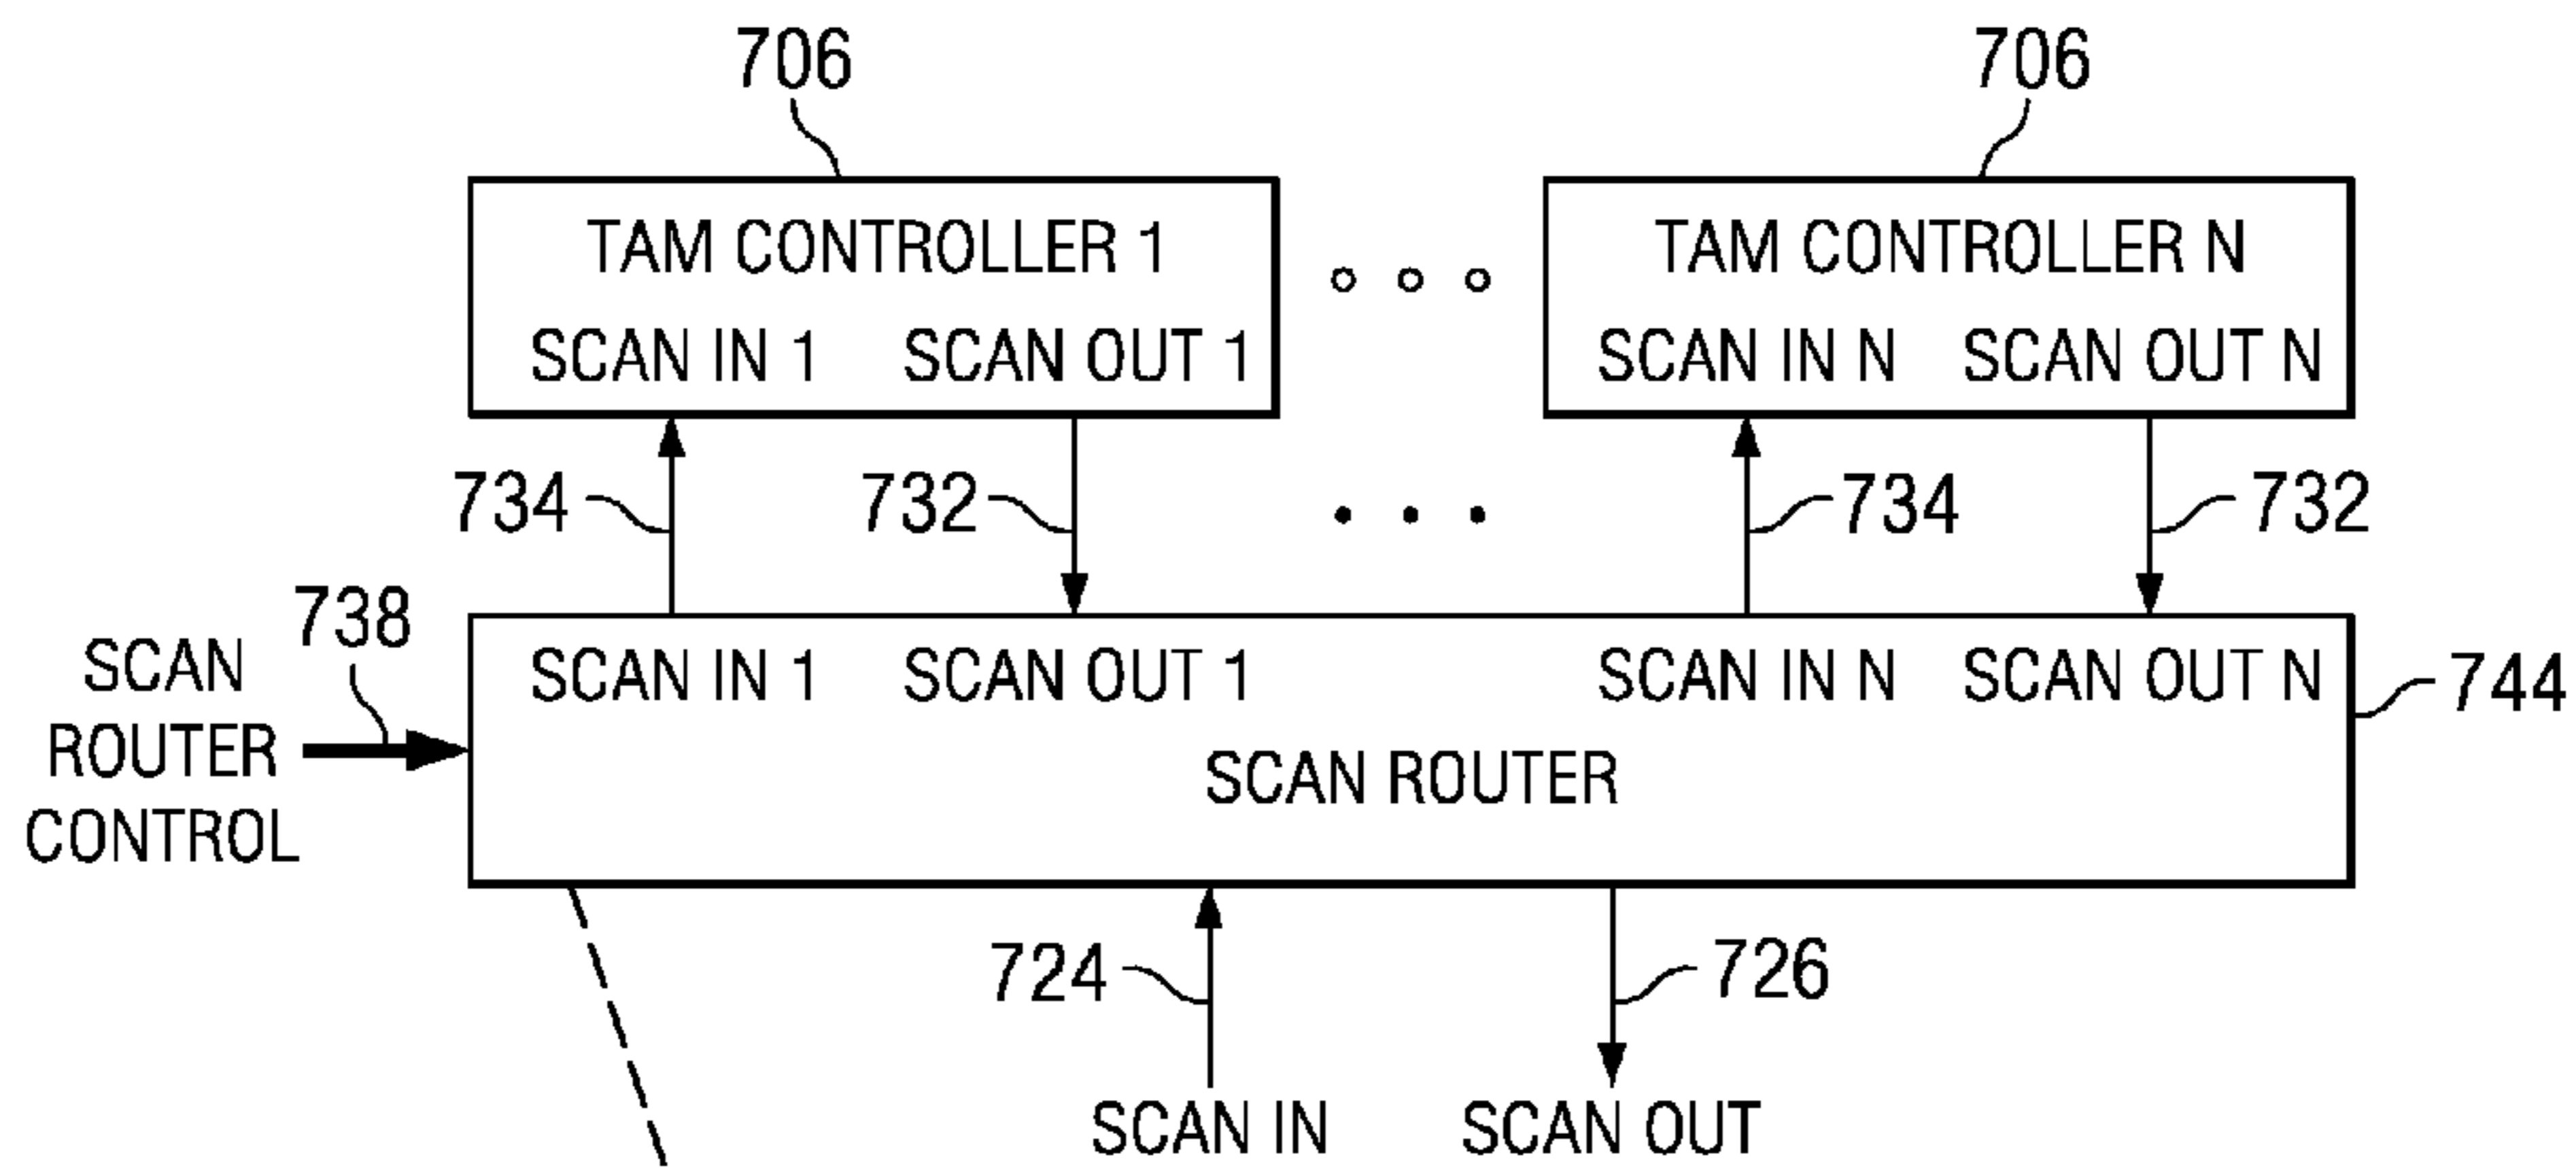 706 706
TAM CONTROLLER 1 TAM CONTROLLER N
SCAN IN 1 SCAN OUT 1 SCAN IN N SCAN OUT N
734 732 734 732
738
SCAN
ROUTER
CONTROL
SCAN IN 1 SCAN OUT 1 SCAN IN N SCAN OUT N
744
SCAN ROUTER
724 726
SCAN IN SCAN OUT